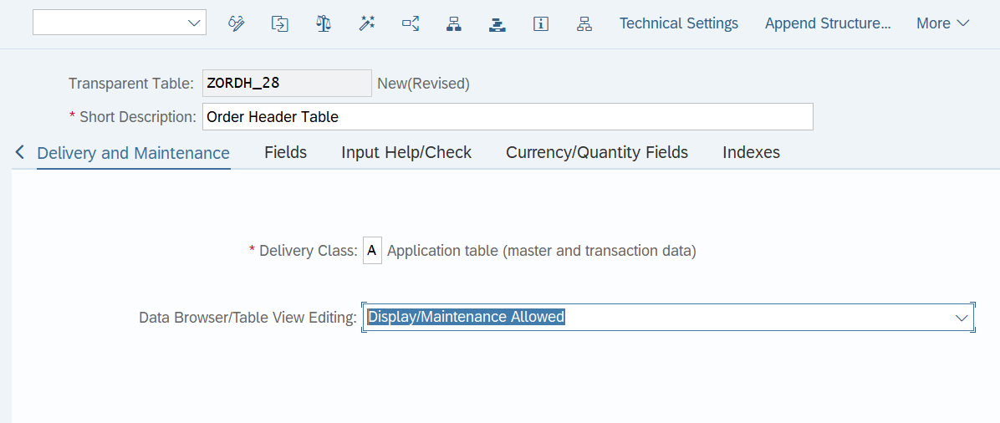 Technical Settings Append Structure... More
Transparent Table: ZORDH_28 New(Revised)
* Short Description: Order Header Table
Delivery and Maintenance Fields Input Help/Check Currency/Quantity Fields Indexes
* Delivery Class: A Application table (master and transaction data)
Data Browser/Table View Editing: Display/Maintenance Allowed